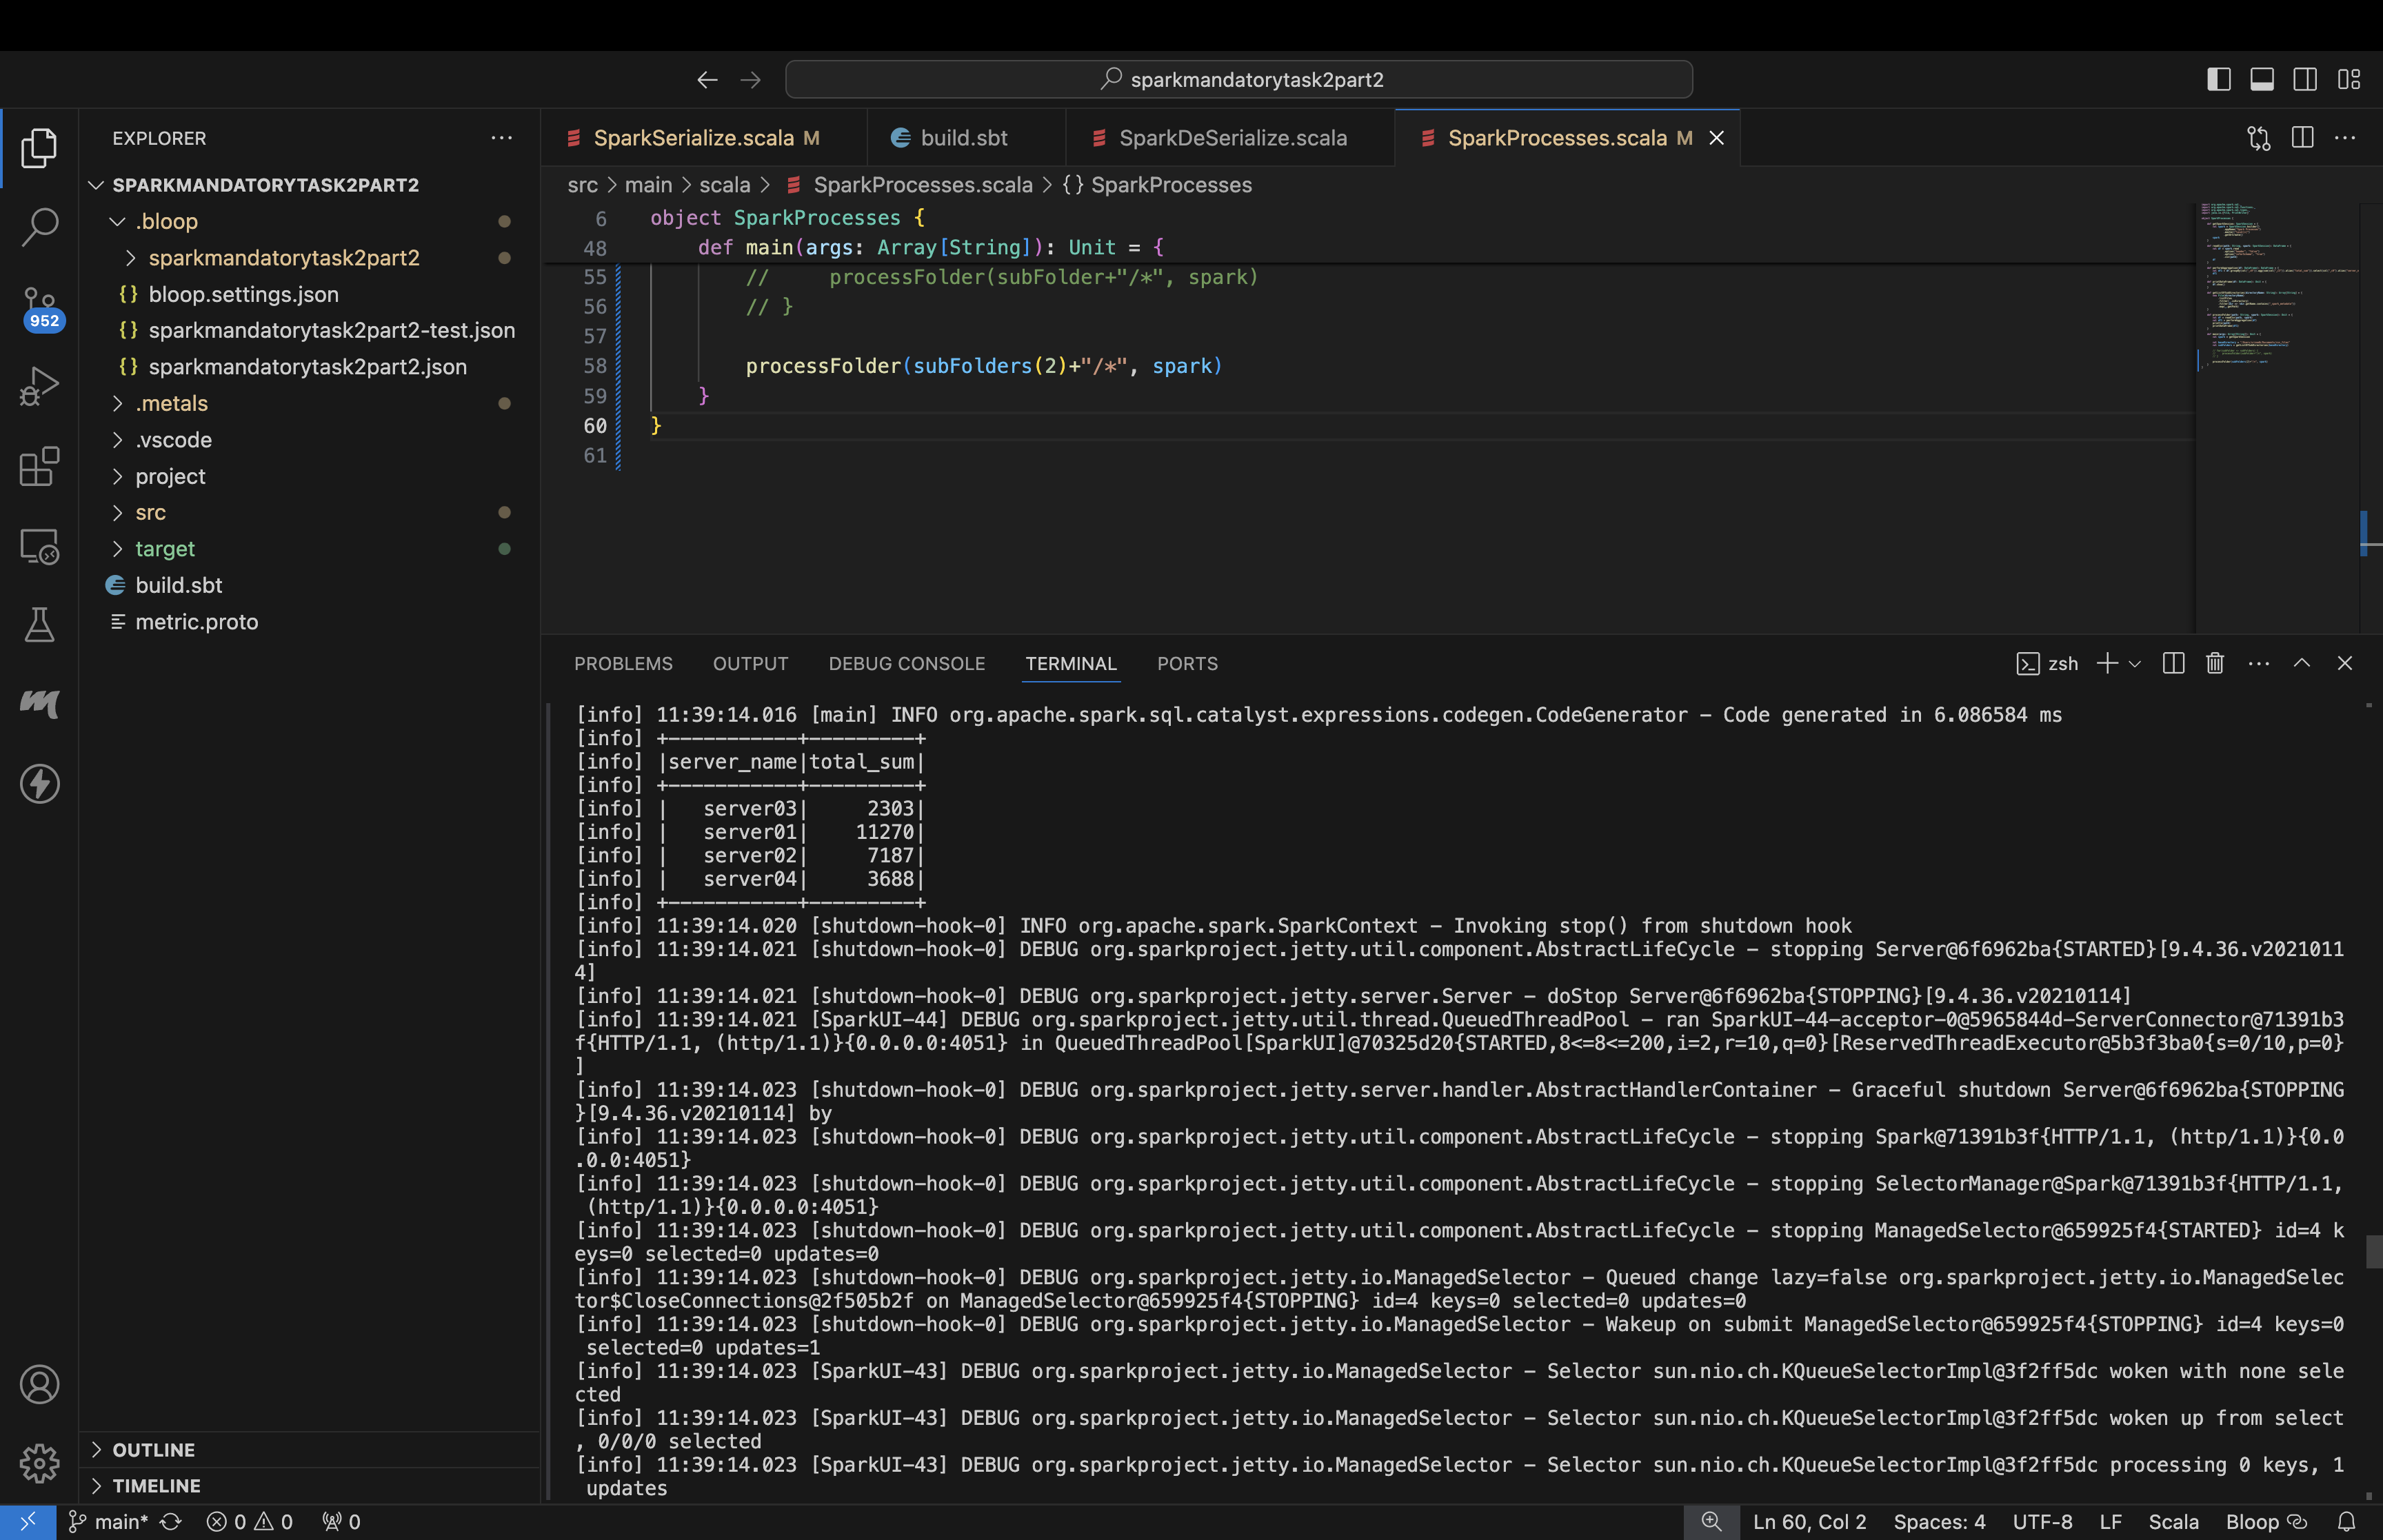 sparkmandatorytask2part2
EXPLORER
SPARKMANDATORYTASK2PART2
.bloop
sparkmandatorytask2part2
{} bloop.settings.json
{} sparkmandatorytask2part2-test.json
{} sparkmandatorytask2part2.json
.metals
.vscode
project
src
target
build.sbt
metric.proto
OUTLINE
TIMELINE
952
SparkSerialize.scala M
build.sbt
SparkDeSerialize.scala
SparkProcesses.scala M
src > main > scala > SparkProcesses.scala > {} SparkProcesses
6 object SparkProcesses {
48 def main(args: Array[String]): Unit = {
55 // processFolder(subFolder+"/*", spark)
56 // }
57
58 processFolder(subFolders(2)+"/*", spark)
59 }
60 }
61
PROBLEMS OUTPUT DEBUG CONSOLE TERMINAL PORTS
zsh
[info] 11:39:14.016 [main] INFO org.apache.spark.sql.catalyst.expressions.codegen.CodeGenerator - Code generated in 6.086584 ms
[info] +-----------+---------+
[info] |server_name|total_sum|
[info] +-----------+---------+
[info] |   server03|     2303|
[info] |   server01|    11270|
[info] |   server02|     7187|
[info] |   server04|     3688|
[info] +-----------+---------+
[info] 11:39:14.020 [shutdown-hook-0] INFO org.apache.spark.SparkContext - Invoking stop() from shutdown hook
[info] 11:39:14.021 [shutdown-hook-0] DEBUG org.sparkproject.jetty.util.component.AbstractLifeCycle - stopping Server@6f6962ba{STARTED}[9.4.36.v2021011
4]
[info] 11:39:14.021 [shutdown-hook-0] DEBUG org.sparkproject.jetty.server.Server - doStop Server@6f6962ba{STOPPING}[9.4.36.v20210114]
[info] 11:39:14.021 [SparkUI-44] DEBUG org.sparkproject.jetty.util.thread.QueuedThreadPool - ran SparkUI-44-acceptor-0@5965844d-ServerConnector@71391b3
f{HTTP/1.1, (http/1.1)}{0.0.0.0:4051} in QueuedThreadPool[SparkUI]@70325d20{STARTED,8<=8<=200,i=2,r=10,q=0}[ReservedThreadExecutor@5b3f3ba0{s=0/10,p=0}
]
[info] 11:39:14.023 [shutdown-hook-0] DEBUG org.sparkproject.jetty.server.handler.AbstractHandlerContainer - Graceful shutdown Server@6f6962ba{STOPPING
}[9.4.36.v20210114] by
[info] 11:39:14.023 [shutdown-hook-0] DEBUG org.sparkproject.jetty.util.component.AbstractLifeCycle - stopping Spark@71391b3f{HTTP/1.1, (http/1.1)}{0.0
.0.0:4051}
[info] 11:39:14.023 [shutdown-hook-0] DEBUG org.sparkproject.jetty.util.component.AbstractLifeCycle - stopping SelectorManager@Spark@71391b3f{HTTP/1.1,
(http/1.1)}{0.0.0.0:4051}
[info] 11:39:14.023 [shutdown-hook-0] DEBUG org.sparkproject.jetty.util.component.AbstractLifeCycle - stopping ManagedSelector@659925f4{STARTED} id=4 k
eys=0 selected=0 updates=0
[info] 11:39:14.023 [shutdown-hook-0] DEBUG org.sparkproject.jetty.io.ManagedSelector - Queued change lazy=false org.sparkproject.jetty.io.ManagedSelec
tor$CloseConnections@2f505b2f on ManagedSelector@659925f4{STOPPING} id=4 keys=0 selected=0 updates=0
[info] 11:39:14.023 [shutdown-hook-0] DEBUG org.sparkproject.jetty.io.ManagedSelector - Wakeup on submit ManagedSelector@659925f4{STOPPING} id=4 keys=0
selected=0 updates=1
[info] 11:39:14.023 [SparkUI-43] DEBUG org.sparkproject.jetty.io.ManagedSelector - Selector sun.nio.ch.KQueueSelectorImpl@3f2ff5dc woken with none sele
cted
[info] 11:39:14.023 [SparkUI-43] DEBUG org.sparkproject.jetty.io.ManagedSelector - Selector sun.nio.ch.KQueueSelectorImpl@3f2ff5dc woken up from select
, 0/0/0 selected
[info] 11:39:14.023 [SparkUI-43] DEBUG org.sparkproject.jetty.io.ManagedSelector - Selector sun.nio.ch.KQueueSelectorImpl@3f2ff5dc processing 0 keys, 1
updates
main* 0 0 0 Ln 60, Col 2 Spaces: 4 UTF-8 LF Scala Bloop